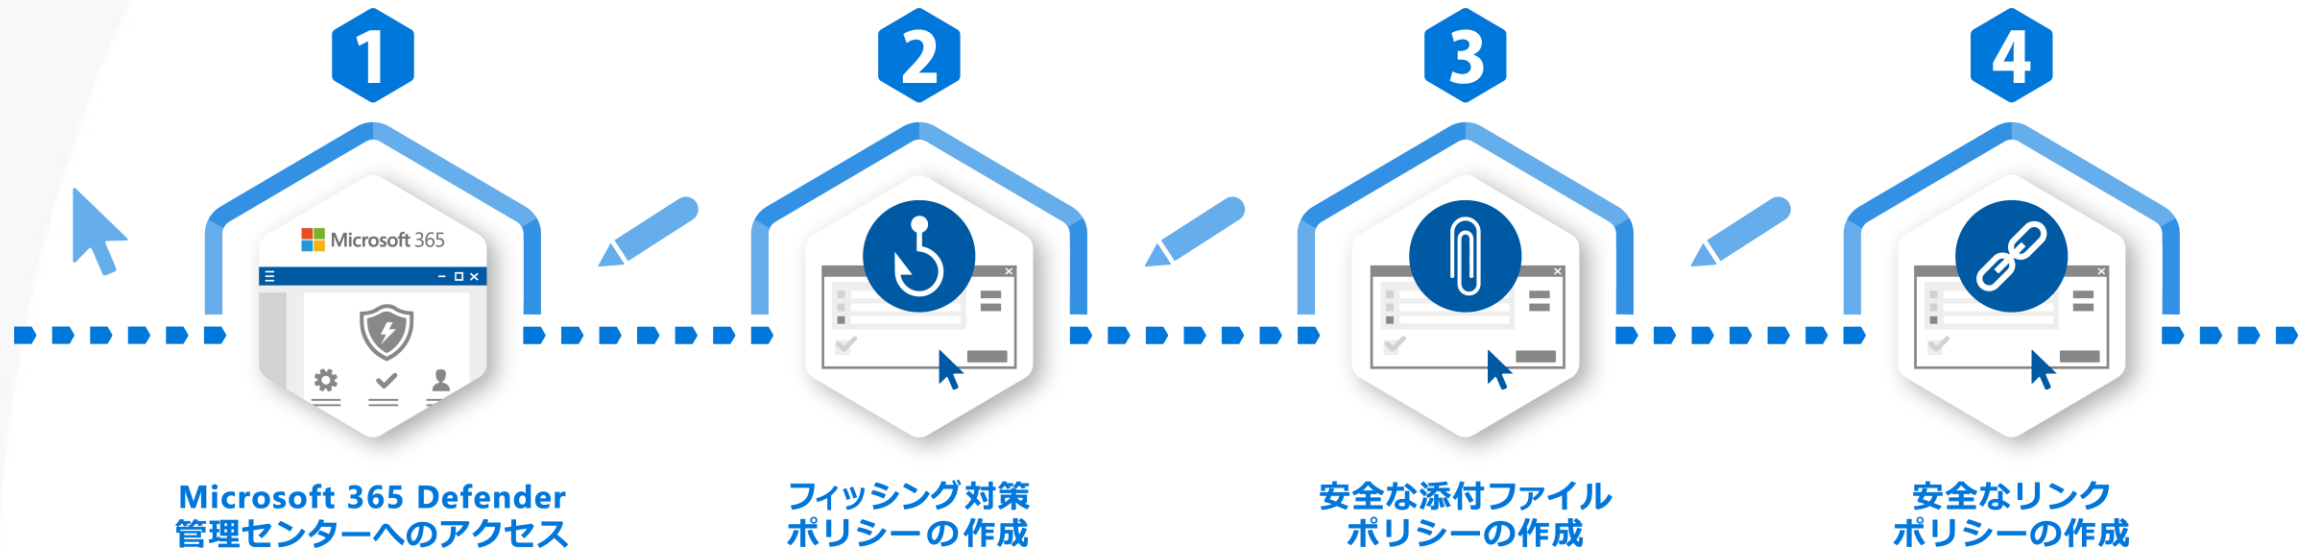 1
2
3
4
Microsoft 365
Microsoft 365 Defender
管理センターへのアクセス
フィッシング対策
ポリシーの作成
安全な添付ファイル
ポリシーの作成
安全なリンク
ポリシーの作成